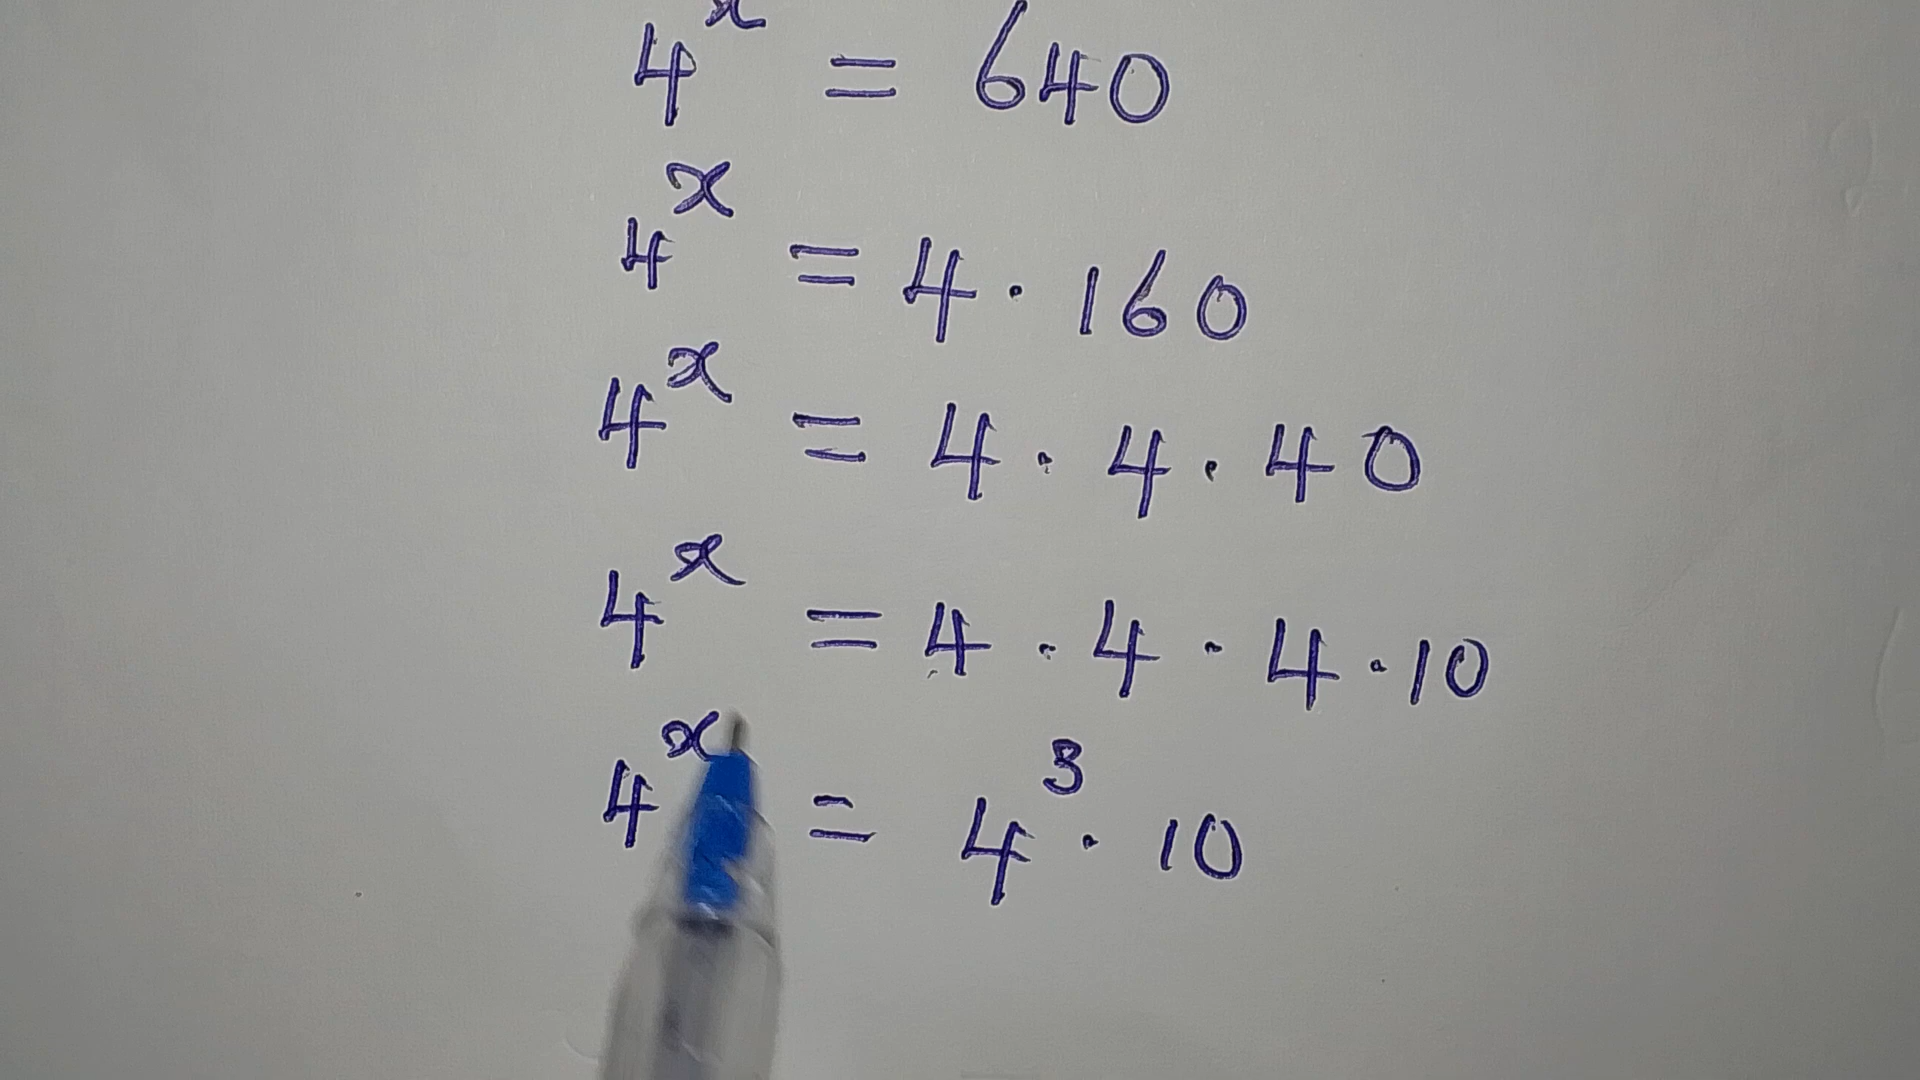 4^x = 640
4^x = 4 · 160
4^x = 4 · 4 · 40
4^x = 4 · 4 · 4 · 10
4^x = 4^3 · 10